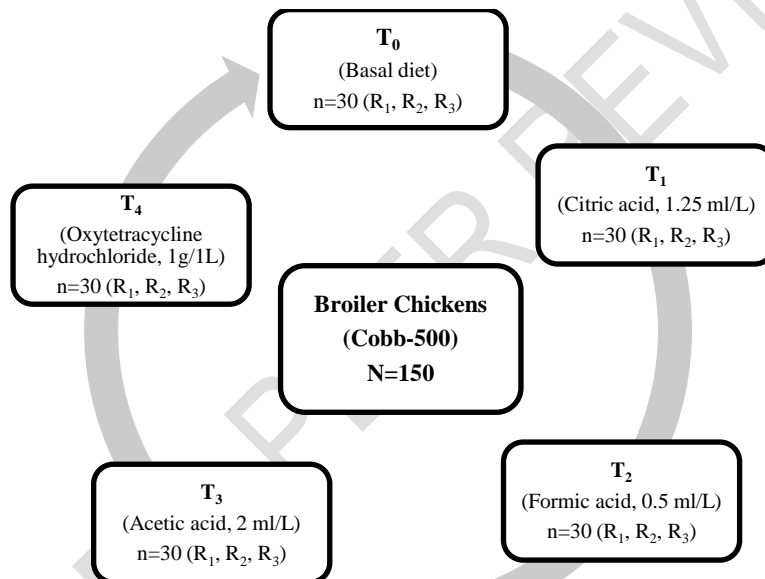 T₀
(Basal diet)
n=30 (R₁, R₂, R₃)
T₁
(Citric acid, 1.25 ml/L)
n=30 (R₁, R₂, R₃)
T₄
(Oxytetracycline
hydrochloride, 1g/1L)
n=30 (R₁, R₂, R₃)
Broiler Chickens
(Cobb-500)
N=150
T₂
(Formic acid, 0.5 ml/L)
n=30 (R₁, R₂, R₃)
T₃
(Acetic acid, 2 ml/L)
n=30 (R₁, R₂, R₃)